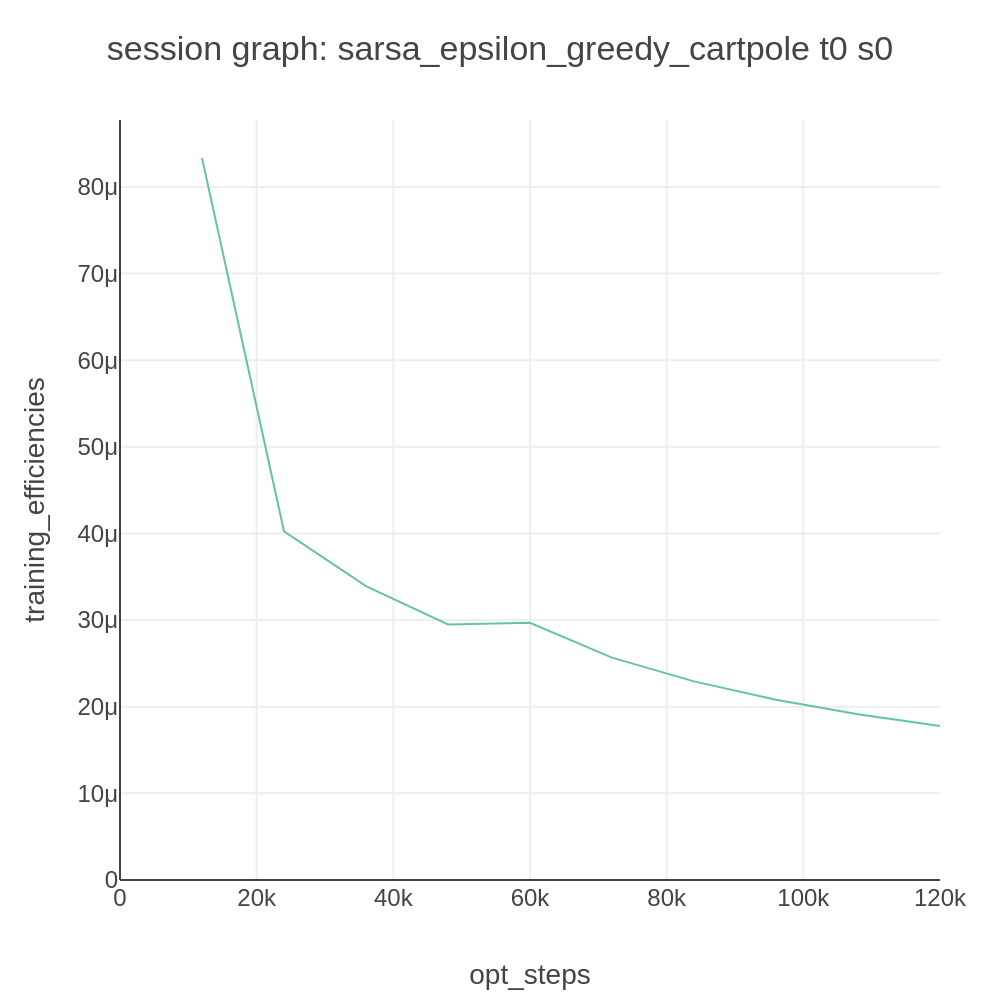 session graph: sarsa_epsilon_greedy_cartpole t0 s0
training_efficiencies
80μ
70μ
60μ
50μ
40μ
30μ
20μ
10μ
0
0 20k 40k 60k 80k 100k 120k
opt_steps